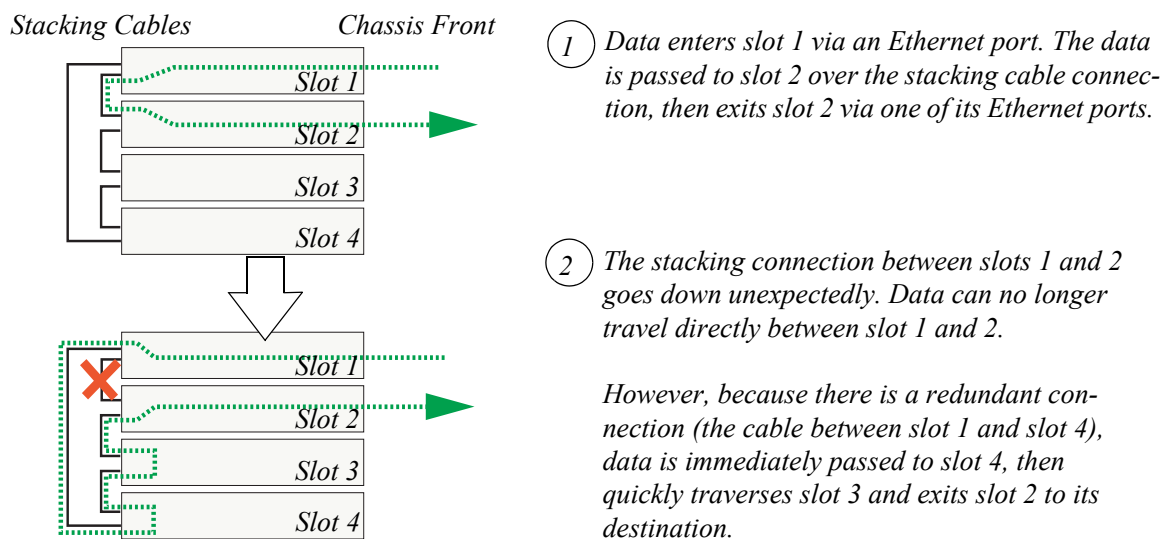 Stacking Cables
Chassis Front
Slot 1
Slot 2
Slot 3
Slot 4
1
Data enters slot 1 via an Ethernet port. The data
is passed to slot 2 over the stacking cable connec-
tion, then exits slot 2 via one of its Ethernet ports.
Slot 1
Slot 2
Slot 3
Slot 4
2
The stacking connection between slots 1 and 2
goes down unexpectedly. Data can no longer
travel directly between slot 1 and 2.
However, because there is a redundant con-
nection (the cable between slot 1 and slot 4),
data is immediately passed to slot 4, then
quickly traverses slot 3 and exits slot 2 to its
destination.